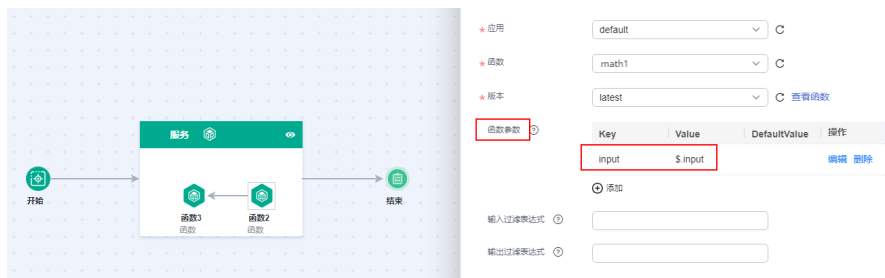 服务
开始
函数3
函数
函数2
函数
结束
* 应用
default
* 函数
math1
* 版本
latest
查看函数
函数参数
Key Value DefaultValue 操作
input $.input 编辑 删除
添加
输入过滤表达式
输出过滤表达式